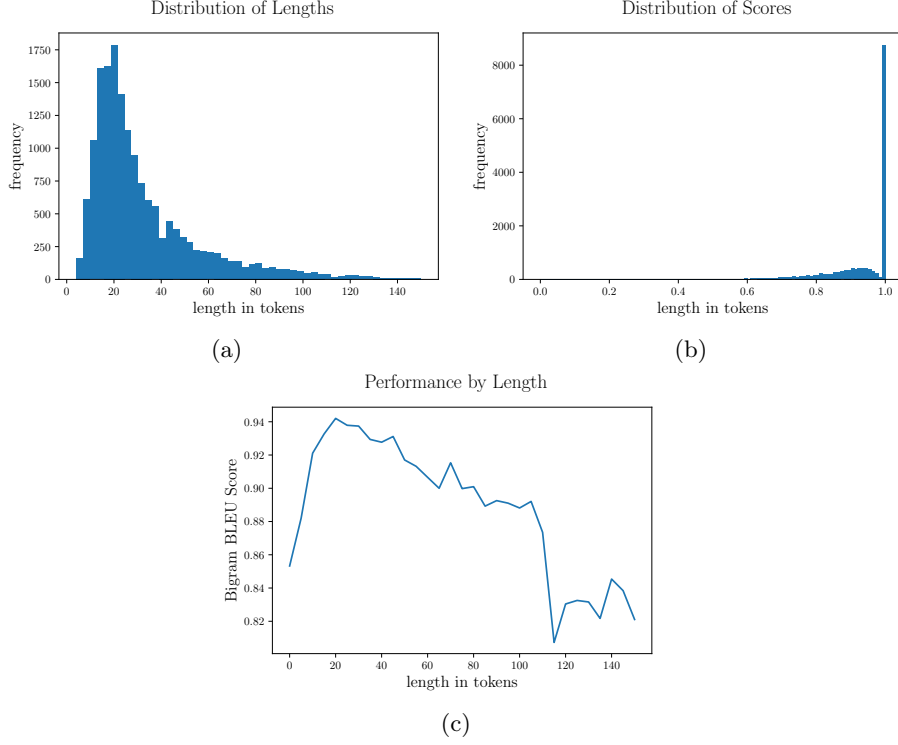 Distribution of Lengths
1750
1500
1250
1000
750
500
250
0
frequency
0 20 40 60 80 100 120 140
length in tokens
(a)
Distribution of Scores
8000
6000
4000
2000
0
frequency
0.0 0.2 0.4 0.6 0.8 1.0
length in tokens
(b)
Performance by Length
0.94
0.92
0.90
0.88
0.86
0.84
0.82
Bigram BLEU Score
0 20 40 60 80 100 120 140
length in tokens
(c)